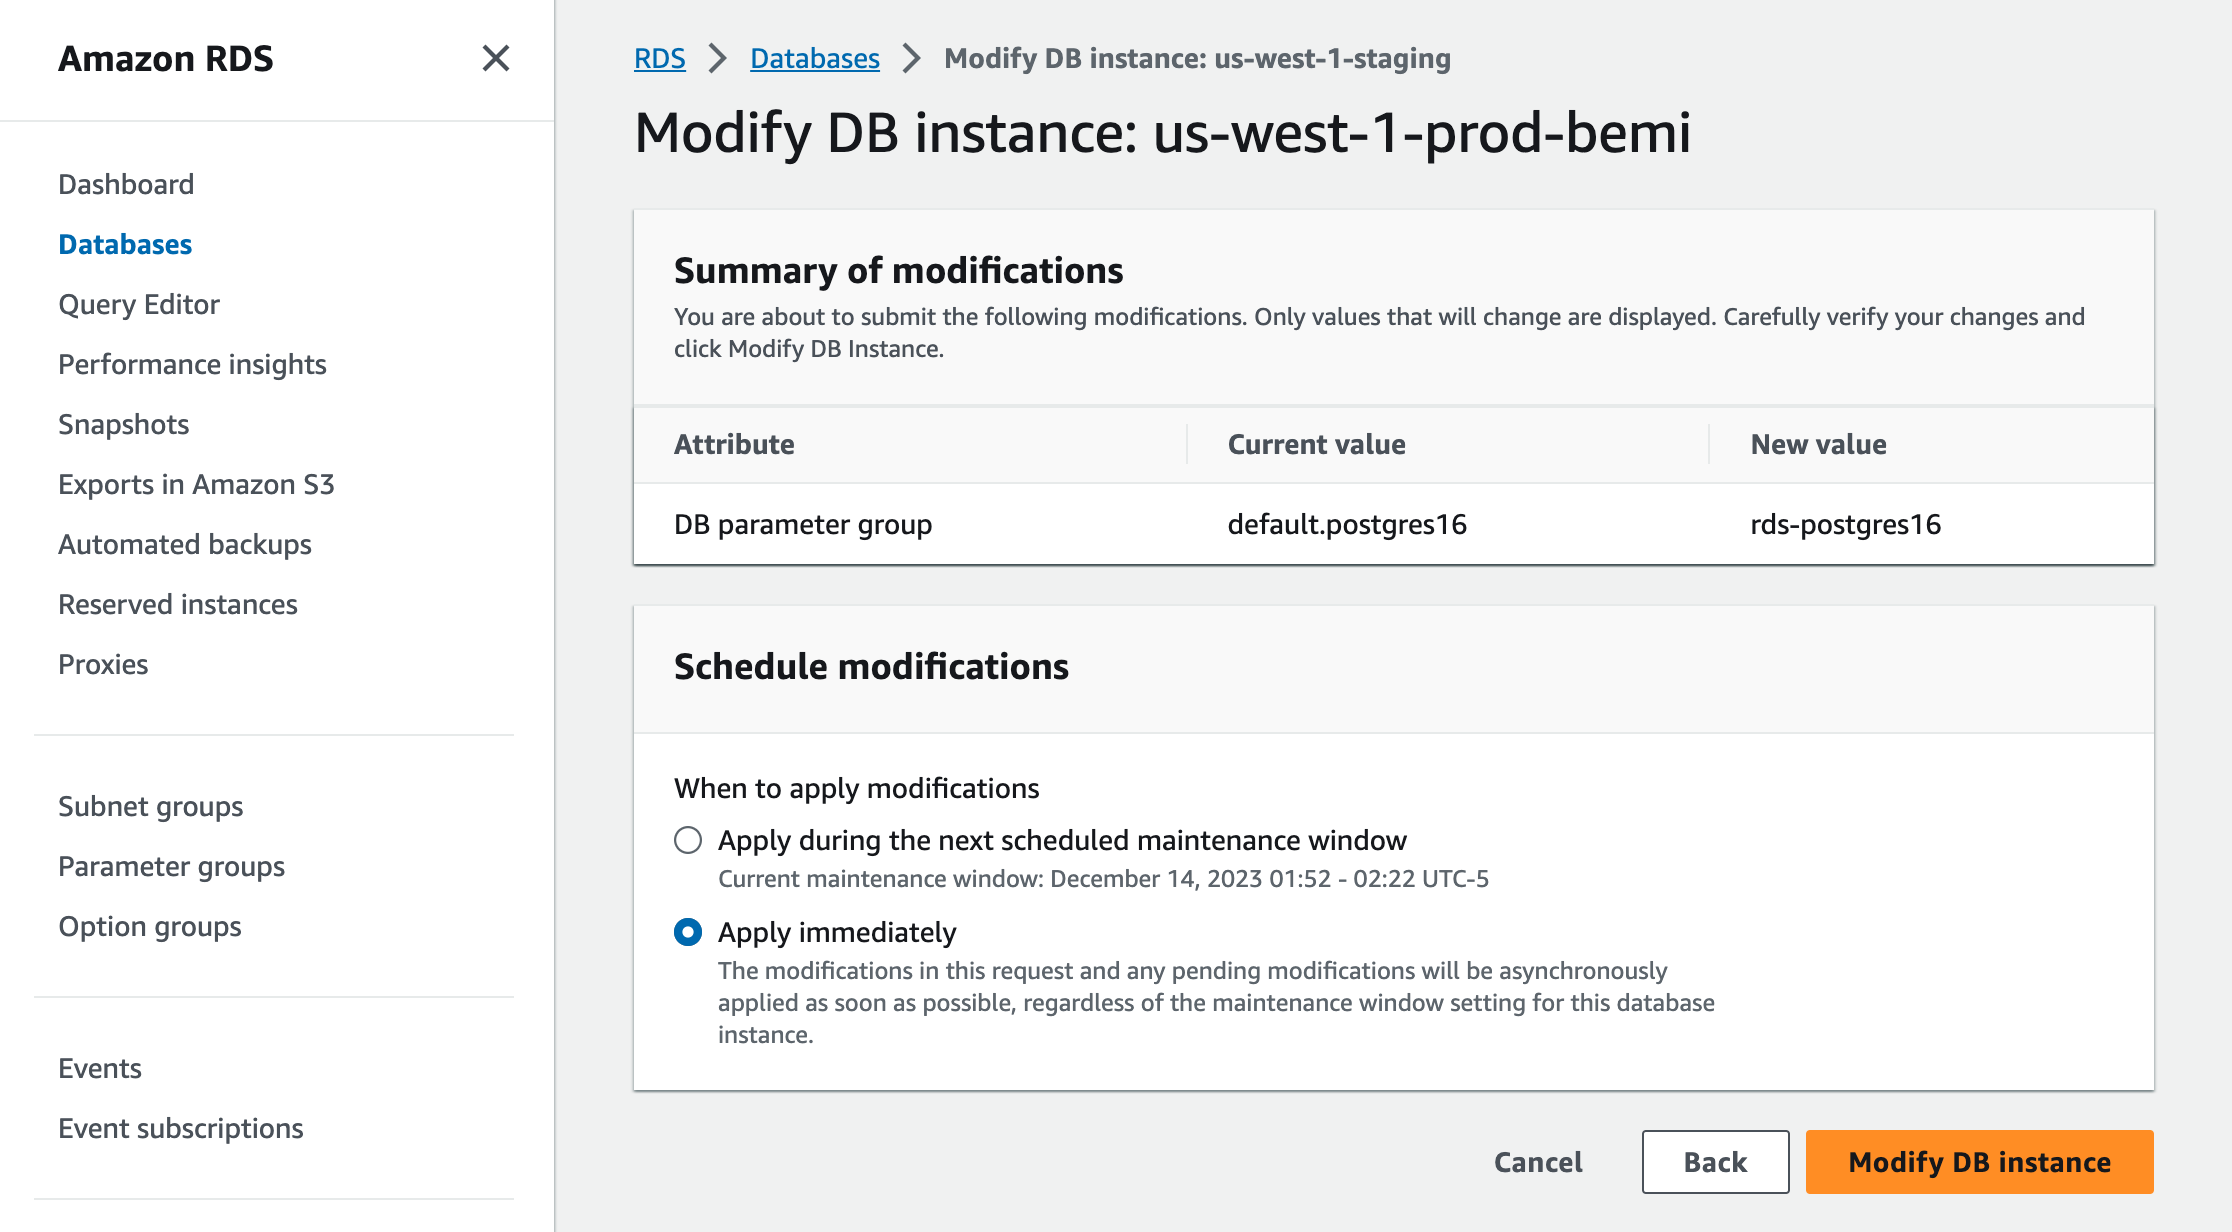 Amazon RDS
Dashboard
Databases
Query Editor
Performance insights
Snapshots
Exports in Amazon S3
Automated backups
Reserved instances
Proxies
Subnet groups
Parameter groups
Option groups
Events
Event subscriptions
RDS > Databases > Modify DB instance: us-west-1-staging
Modify DB instance: us-west-1-prod-bemi
Summary of modifications
You are about to submit the following modifications. Only values that will change are displayed. Carefully verify your changes and
click Modify DB Instance.
Attribute Current value New value
DB parameter group default.postgres16 rds-postgres16
Schedule modifications
When to apply modifications
Apply during the next scheduled maintenance window
Current maintenance window: December 14, 2023 01:52 - 02:22 UTC-5
Apply immediately
The modifications in this request and any pending modifications will be asynchronously
applied as soon as possible, regardless of the maintenance window setting for this database
instance.
Cancel Back Modify DB instance